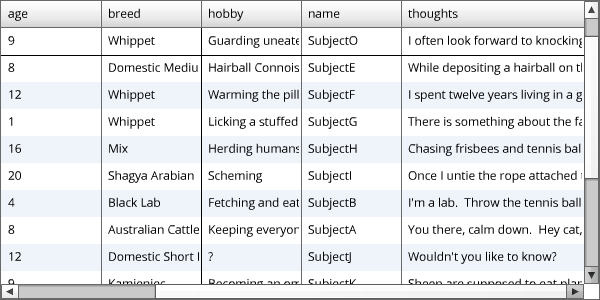 age breed hobby name thoughts
9 Whippet Guarding uneate SubjectO I often look forward to knocking
8 Domestic Mediu Hairball Connois SubjectE While depositing a hairball on t
12 Whippet Warming the pill SubjectF I spent twelve years living in a g
1 Whippet Licking a stuffed SubjectG There is something about the fa
16 Mix Herding humans SubjectH Chasing frisbees and tennis bal
20 Shagya Arabian Scheming SubjectI Once I untie the rope attached
4 Black Lab Fetching and eat SubjectB I'm a lab. Throw the tennis ball
8 Australian Cattle Keeping everyon SubjectA You there, calm down. Hey cat,
12 Domestic Short l ? SubjectJ Wouldn't you like to know?
9 Kamieniec Becoming an om SubjectK Sheep are supposed to eat plan